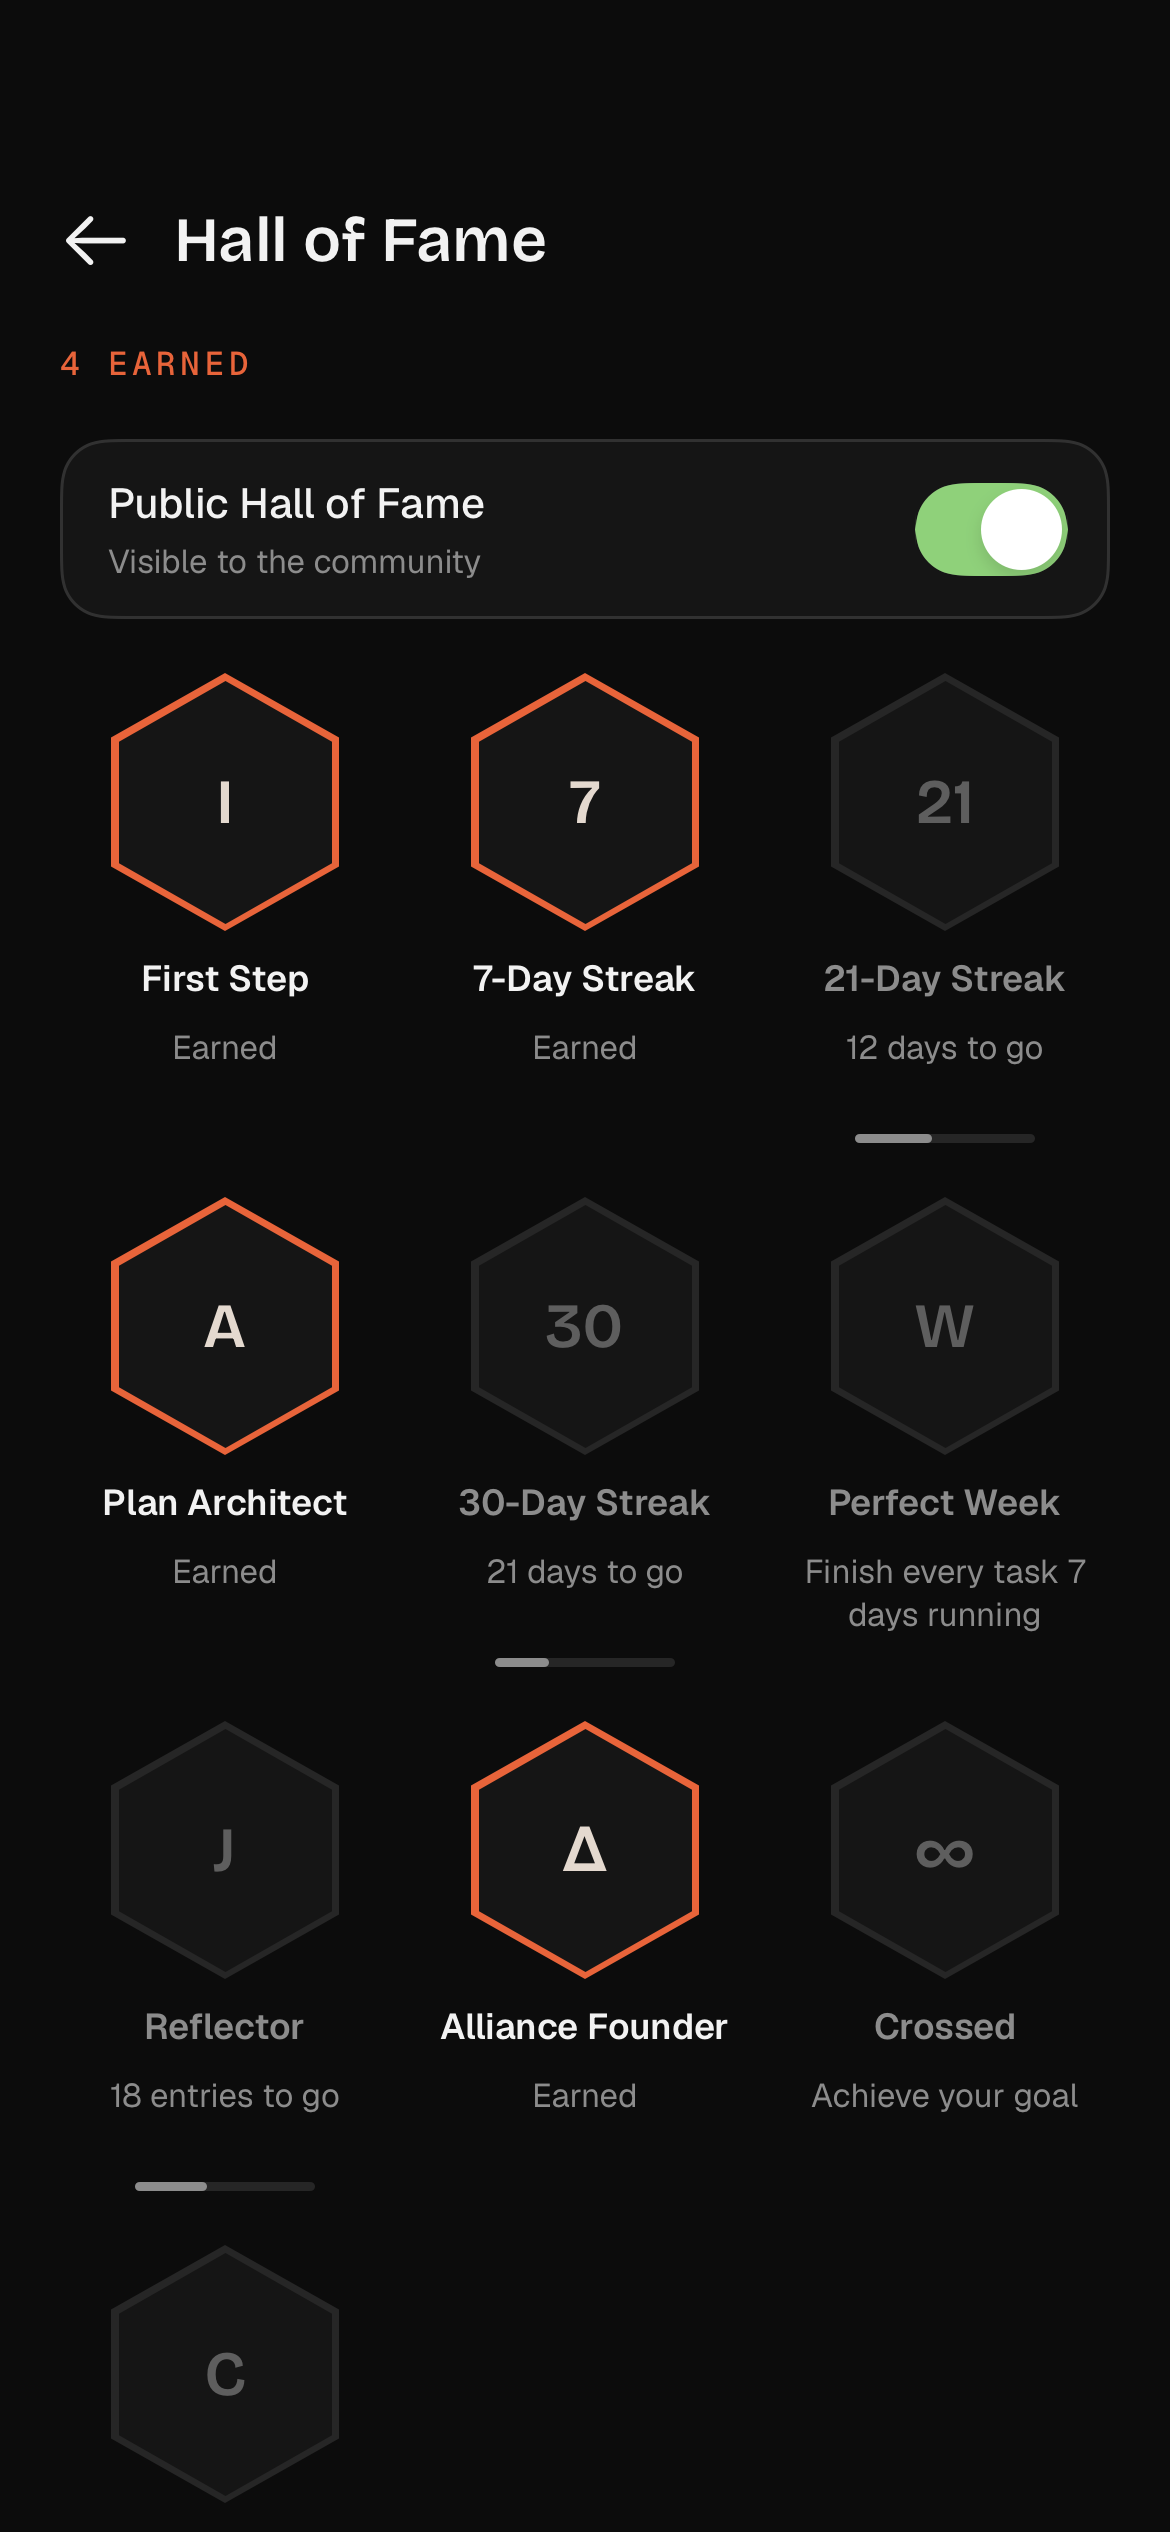 Hall of Fame
4 EARNED
Public Hall of Fame
Visible to the community
I
7
21
First Step
7-Day Streak
21-Day Streak
Earned
Earned
12 days to go
A
30
W
Plan Architect
30-Day Streak
Perfect Week
Earned
21 days to go
Finish every task 7
days running
J
Δ
∞
Reflector
Alliance Founder
Crossed
18 entries to go
Earned
Achieve your goal
C